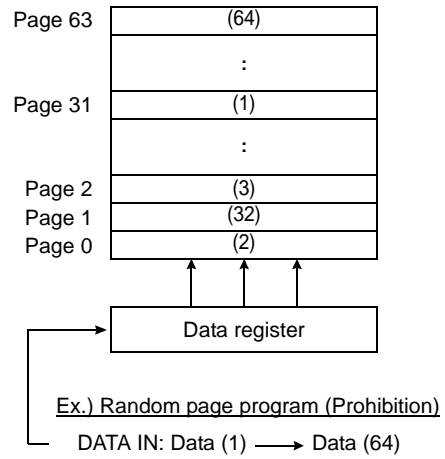 Page 63 (64)
:
Page 31 (1)
:
Page 2 (3)
Page 1 (32)
Page 0 (2)
Data register
Ex.) Random page program (Prohibition)
DATA IN: Data (1) Data (64)